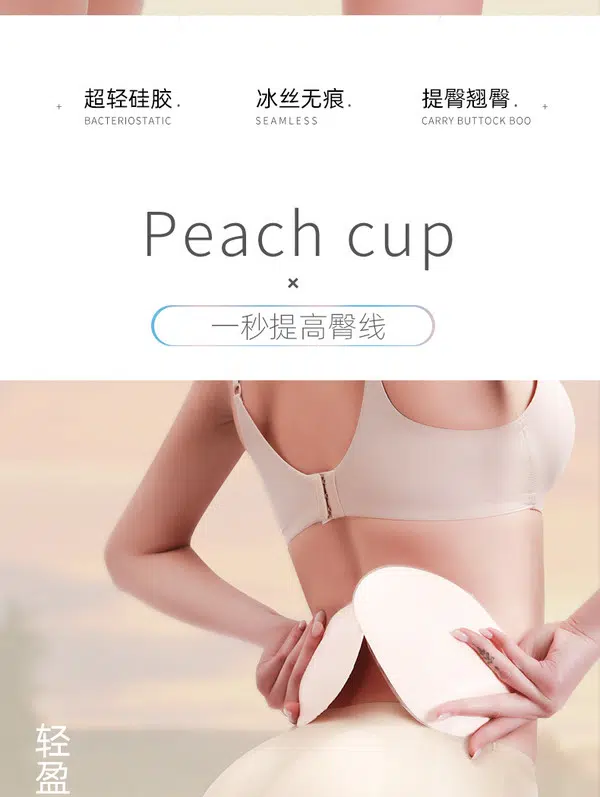 超轻硅胶. 冰丝无痕. 提臀翘臀.
BACTERIOSTATIC SEAMLESS CARRY BUTTOCK BOO
Peach cup
×
一秒提高臀线
轻盈